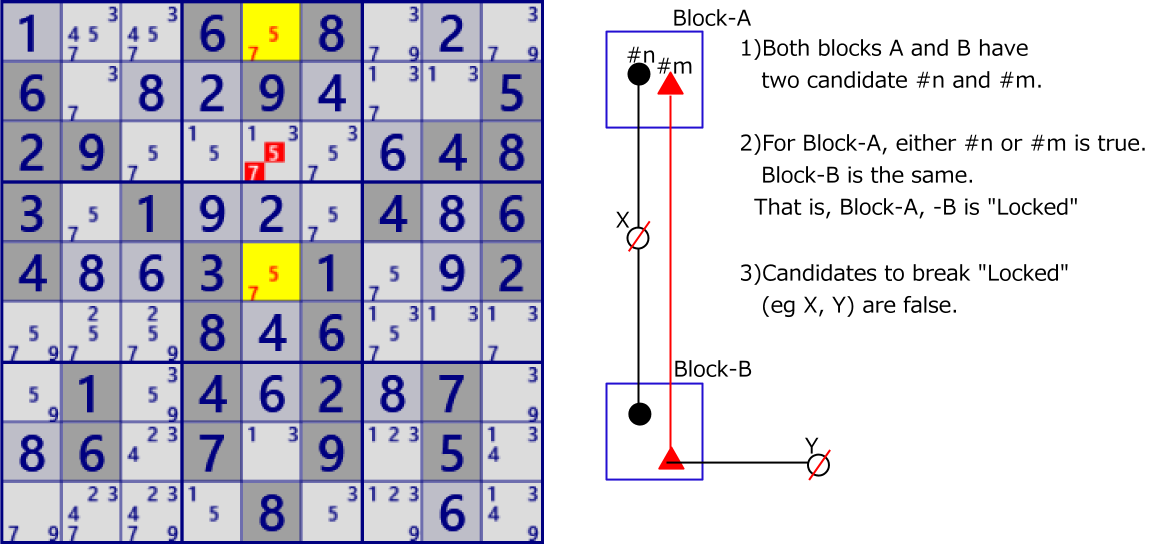 1 3 4 5 7 3 4 5 7 6 5 7 8 3 7 9 2 3 7 9
6 3 7 8 2 9 4 1 3 7 1 3 5
2 9 5 7 1 5 1 3 5 7 3 5 7 6 4 8
3 5 7 1 9 2 5 7 4 8 6
4 8 6 3 5 7 1 5 7 9 2
5 7 9 2 5 7 2 5 7 9 8 4 6 1 3 5 7 1 3 1 3 7
5 9 1 3 5 9 4 6 2 8 7 3 9
8 6 2 3 4 7 1 3 9 1 2 3 5 1 3 4
7 9 2 3 4 7 2 3 4 7 9 1 5 8 3 5 1 2 3 9 6 1 3 4 9
Block-A
#n
#m
X
Block-B
Y
1)Both blocks A and B have
two candidate #n and #m.
2)For Block-A, either #n or #m is true.
Block-B is the same.
That is, Block-A, -B is "Locked"
3)Candidates to break "Locked"
(eg X, Y) are false.